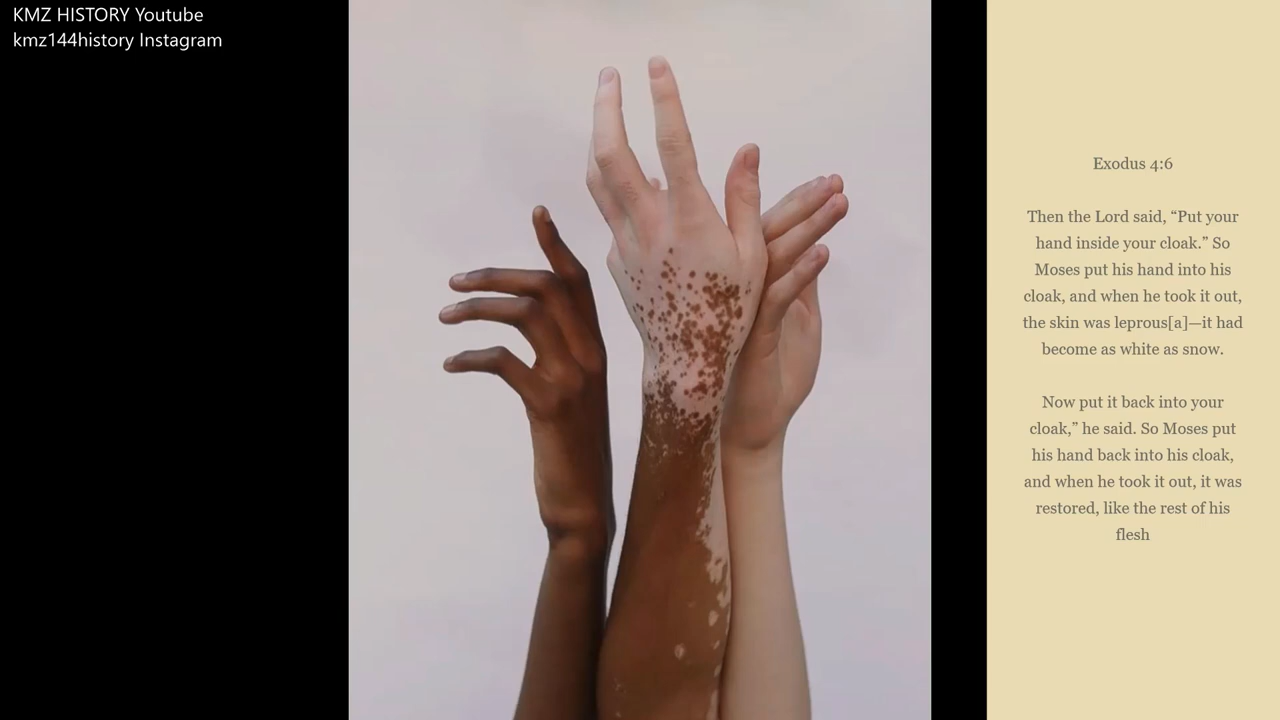 KMZ HISTORY Youtube
kmz144history Instagram
Exodus 4:6
Then the Lord said, “Put your
hand inside your cloak.” So
Moses put his hand into his
cloak, and when he took it out,
the skin was leprous[a]—it had
become as white as snow.
Now put it back into your
cloak,” he said. So Moses put
his hand back into his cloak,
and when he took it out, it was
restored, like the rest of his
flesh